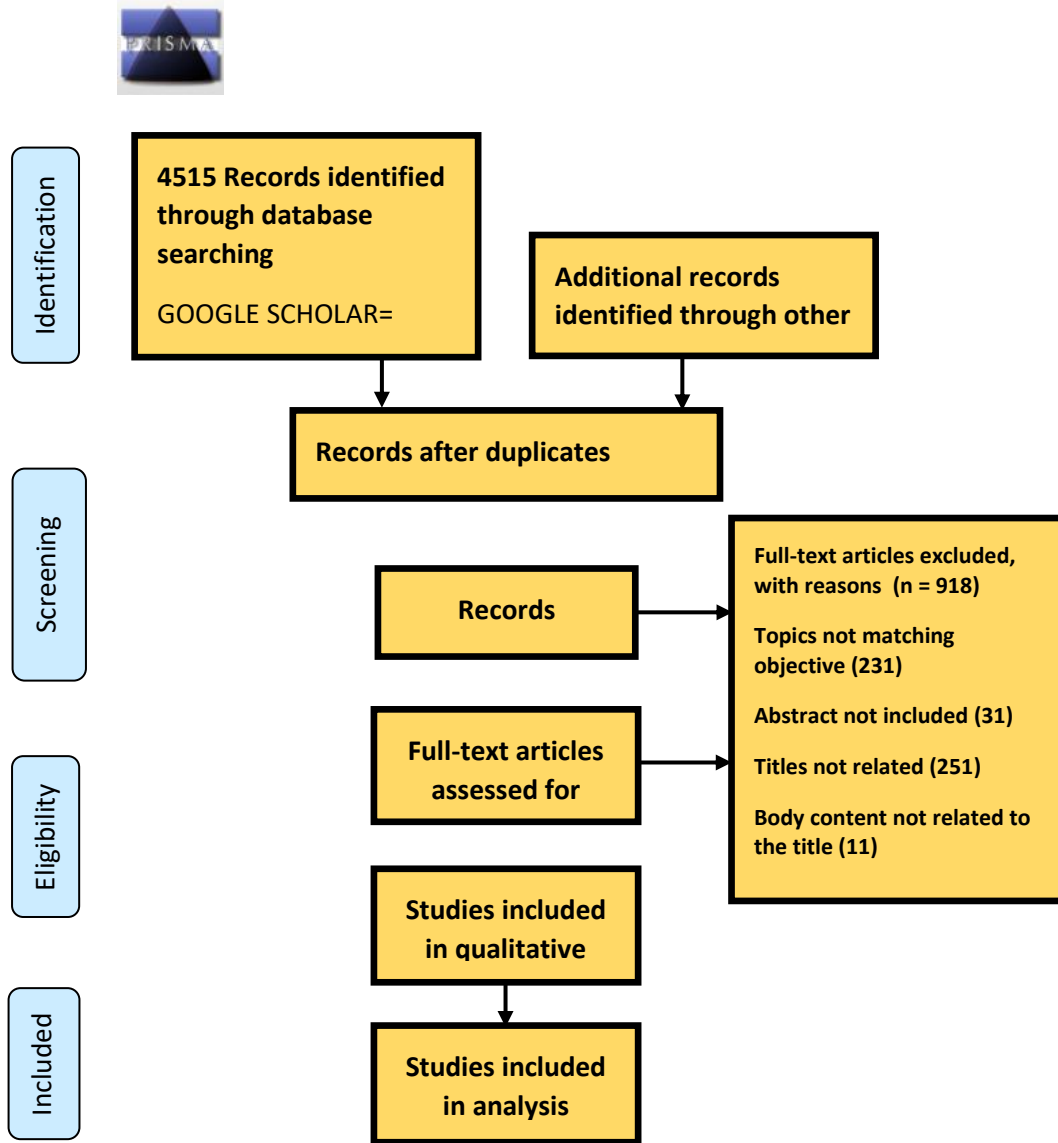 PRISMA
Identification
4515 Records identified
through database
searching
GOOGLE SCHOLAR=
Additional records
identified through other
Records after duplicates
Screening
Records
Full-text articles excluded,
with reasons (n = 918)
Topics not matching
objective (231)
Abstract not included (31)
Titles not related (251)
Body content not related to
the title (11)
Eligibility
Full-text articles
assessed for
Studies included
in qualitative
Included
Studies included
in analysis